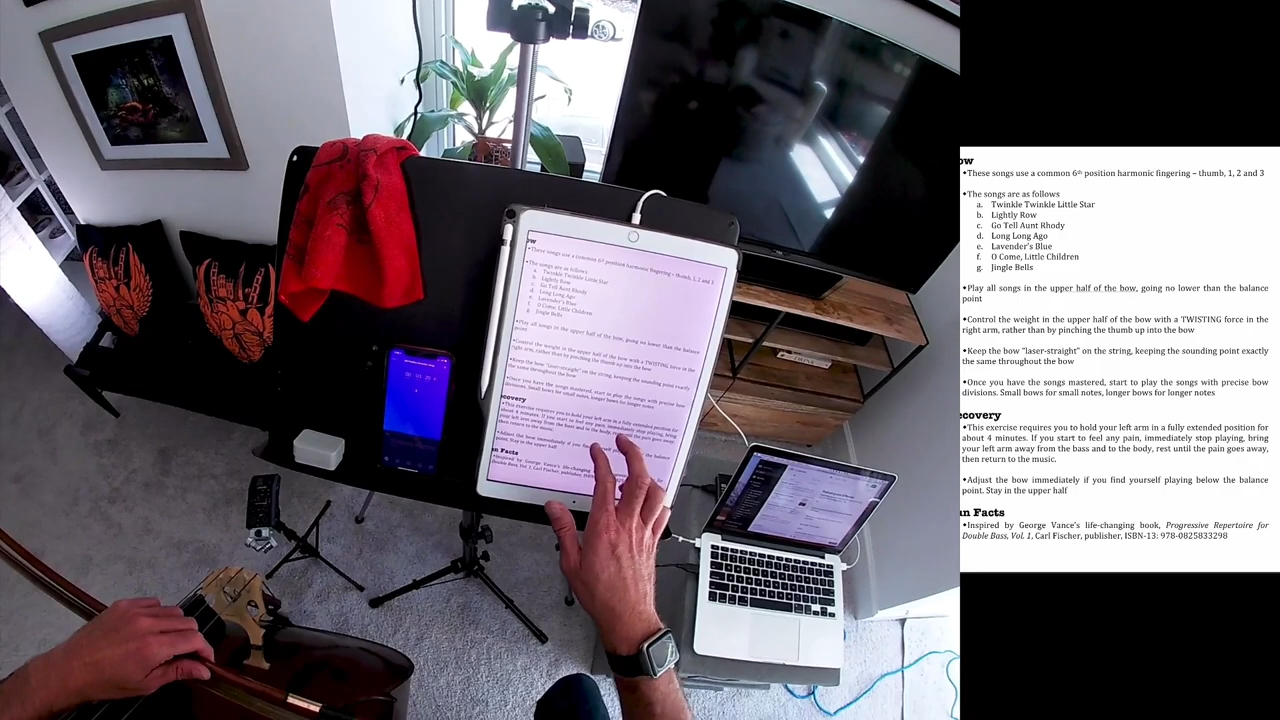 ow
•These songs use a common 6th position harmonic fingering – thumb, 1, 2 and 3
•The songs are as follows
a. Twinkle Twinkle Little Star
b. Lightly Row
c. Go Tell Aunt Rhody
d. Long Long Ago
e. Lavender's Blue
f. O Come, Little Children
g. Jingle Bells
•Play all songs in the upper half of the bow, going no lower than the balance
point
•Control the weight in the upper half of the bow with a TWISTING force in the
right arm, rather than by pinching the thumb up into the bow
•Keep the bow "laser-straight" on the string, keeping the sounding point exactly
the same throughout the bow
•Once you have the songs mastered, start to play the songs with precise bow
divisions. Small bows for small notes, longer bows for longer notes
ecovery
•This exercise requires you to hold your left arm in a fully extended position for
about 4 minutes. If you start to feel any pain, immediately stop playing, bring
your left arm away from the bass and to the body, rest until the pain goes away,
then return to the music.
•Adjust the bow immediately if you find yourself playing below the balance
point. Stay in the upper half
un Facts
•Inspired by George Vance's life-changing book, Progressive Repertoire for
Double Bass, Vol. 1, Carl Fischer, publisher, ISBN-13: 978-0825833298